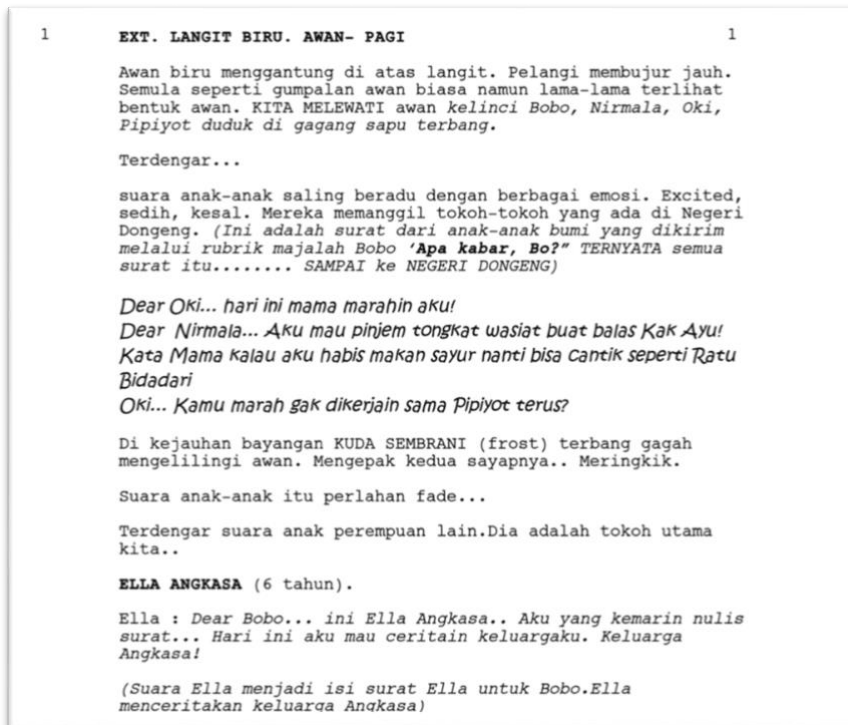 1 EXT. LANGIT BIRU. AWAN- PAGI 1
Awan biru menggantung di atas langit. Pelangi membujur jauh.
Semula seperti gumpalan awan biasa namun lama-lama terlihat
bentuk awan. KITA MELEWATI awan kelinci Bobo, Nirmala, Oki,
Pipiyot duduk di gagang sapu terbang.
Terdengar...
suara anak-anak saling beradu dengan berbagai emosi. Excited,
sedih, kesal. Mereka memanggil tokoh-tokoh yang ada di Negeri
Dongeng. (Ini adalah surat dari anak-anak bumi yang dikirim
melalui rubrik majalah Bobo ‘Apa kabar, Bo?” TERNYATA semua
surat itu........ SAMPAI ke NEGERI DONGENG)
Dear Oki... hari ini mama marahin aku!
Dear Nirmala... Aku mau pinjem tongkat wasiat buat balas Kak Ayu!
Kata Mama kalau aku habis makan sayur nanti bisa cantik seperti Ratu
Bidadari
Oki... Kamu marah gak dikerjain sama Pipiyot terus?
Di kejauhan bayangan KUDA SEMBRANI (frost) terbang gagah
mengelilingi awan. Mengepak kedua sayapnya.. Meringkik.
Suara anak-anak itu perlahan fade...
Terdengar suara anak perempuan lain.Dia adalah tokoh utama
kita..
ELLA ANGKASA (6 tahun).
Ella : Dear Bobo... ini Ella Angkasa.. Aku yang kemarin nulis
surat... Hari ini aku mau ceritain keluargaku. Keluarga
Angkasa!
(Suara Ella menjadi isi surat Ella untuk Bobo.Ella
menceritakan keluarga Angkasa)